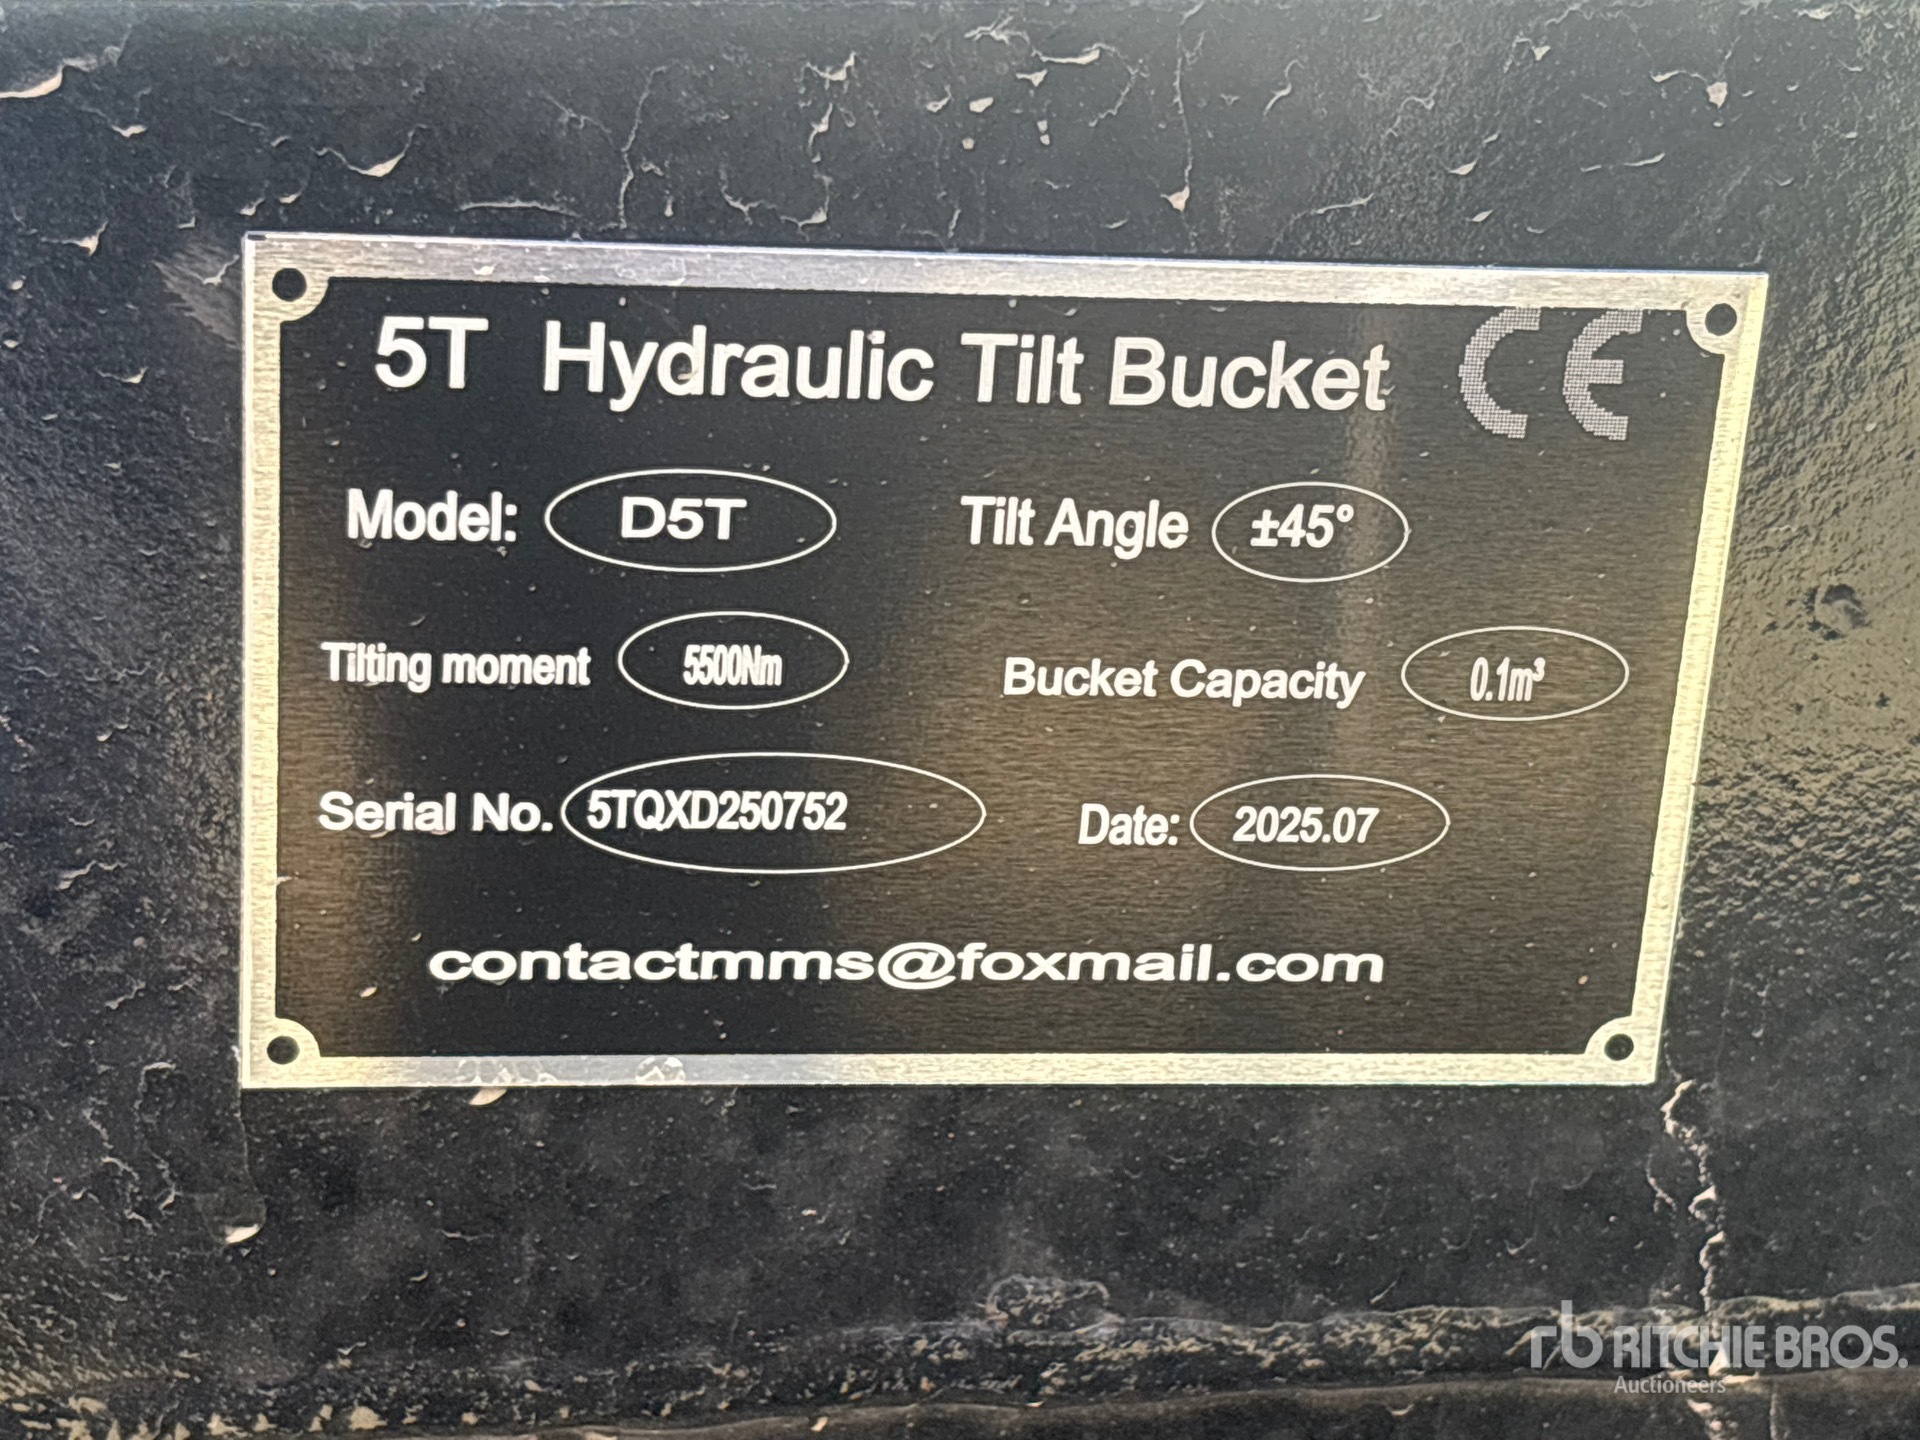 5T Hydraulic Tilt Bucket CE
Model: D5T Tilt Angle ±45°
Tilting moment 5500Nm Bucket Capacity 0.1m³
Serial No. 5TQXD250752 Date: 2025.07
contactmms@foxmail.com
rb RITCHIE BROS.
Auctioneers